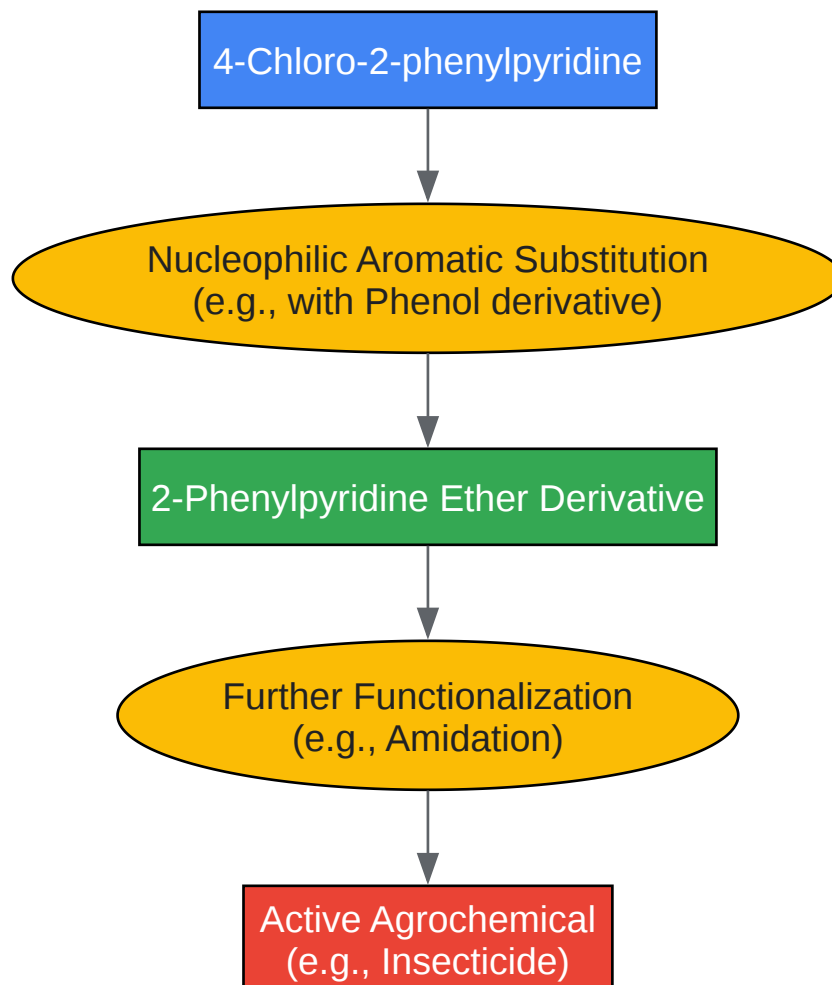 4-Chloro-2-phenylpyridine
Nucleophilic Aromatic Substitution
(e.g., with Phenol derivative)
2-Phenylpyridine Ether Derivative
Further Functionalization
(e.g., Amidation)
Active Agrochemical
(e.g., Insecticide)